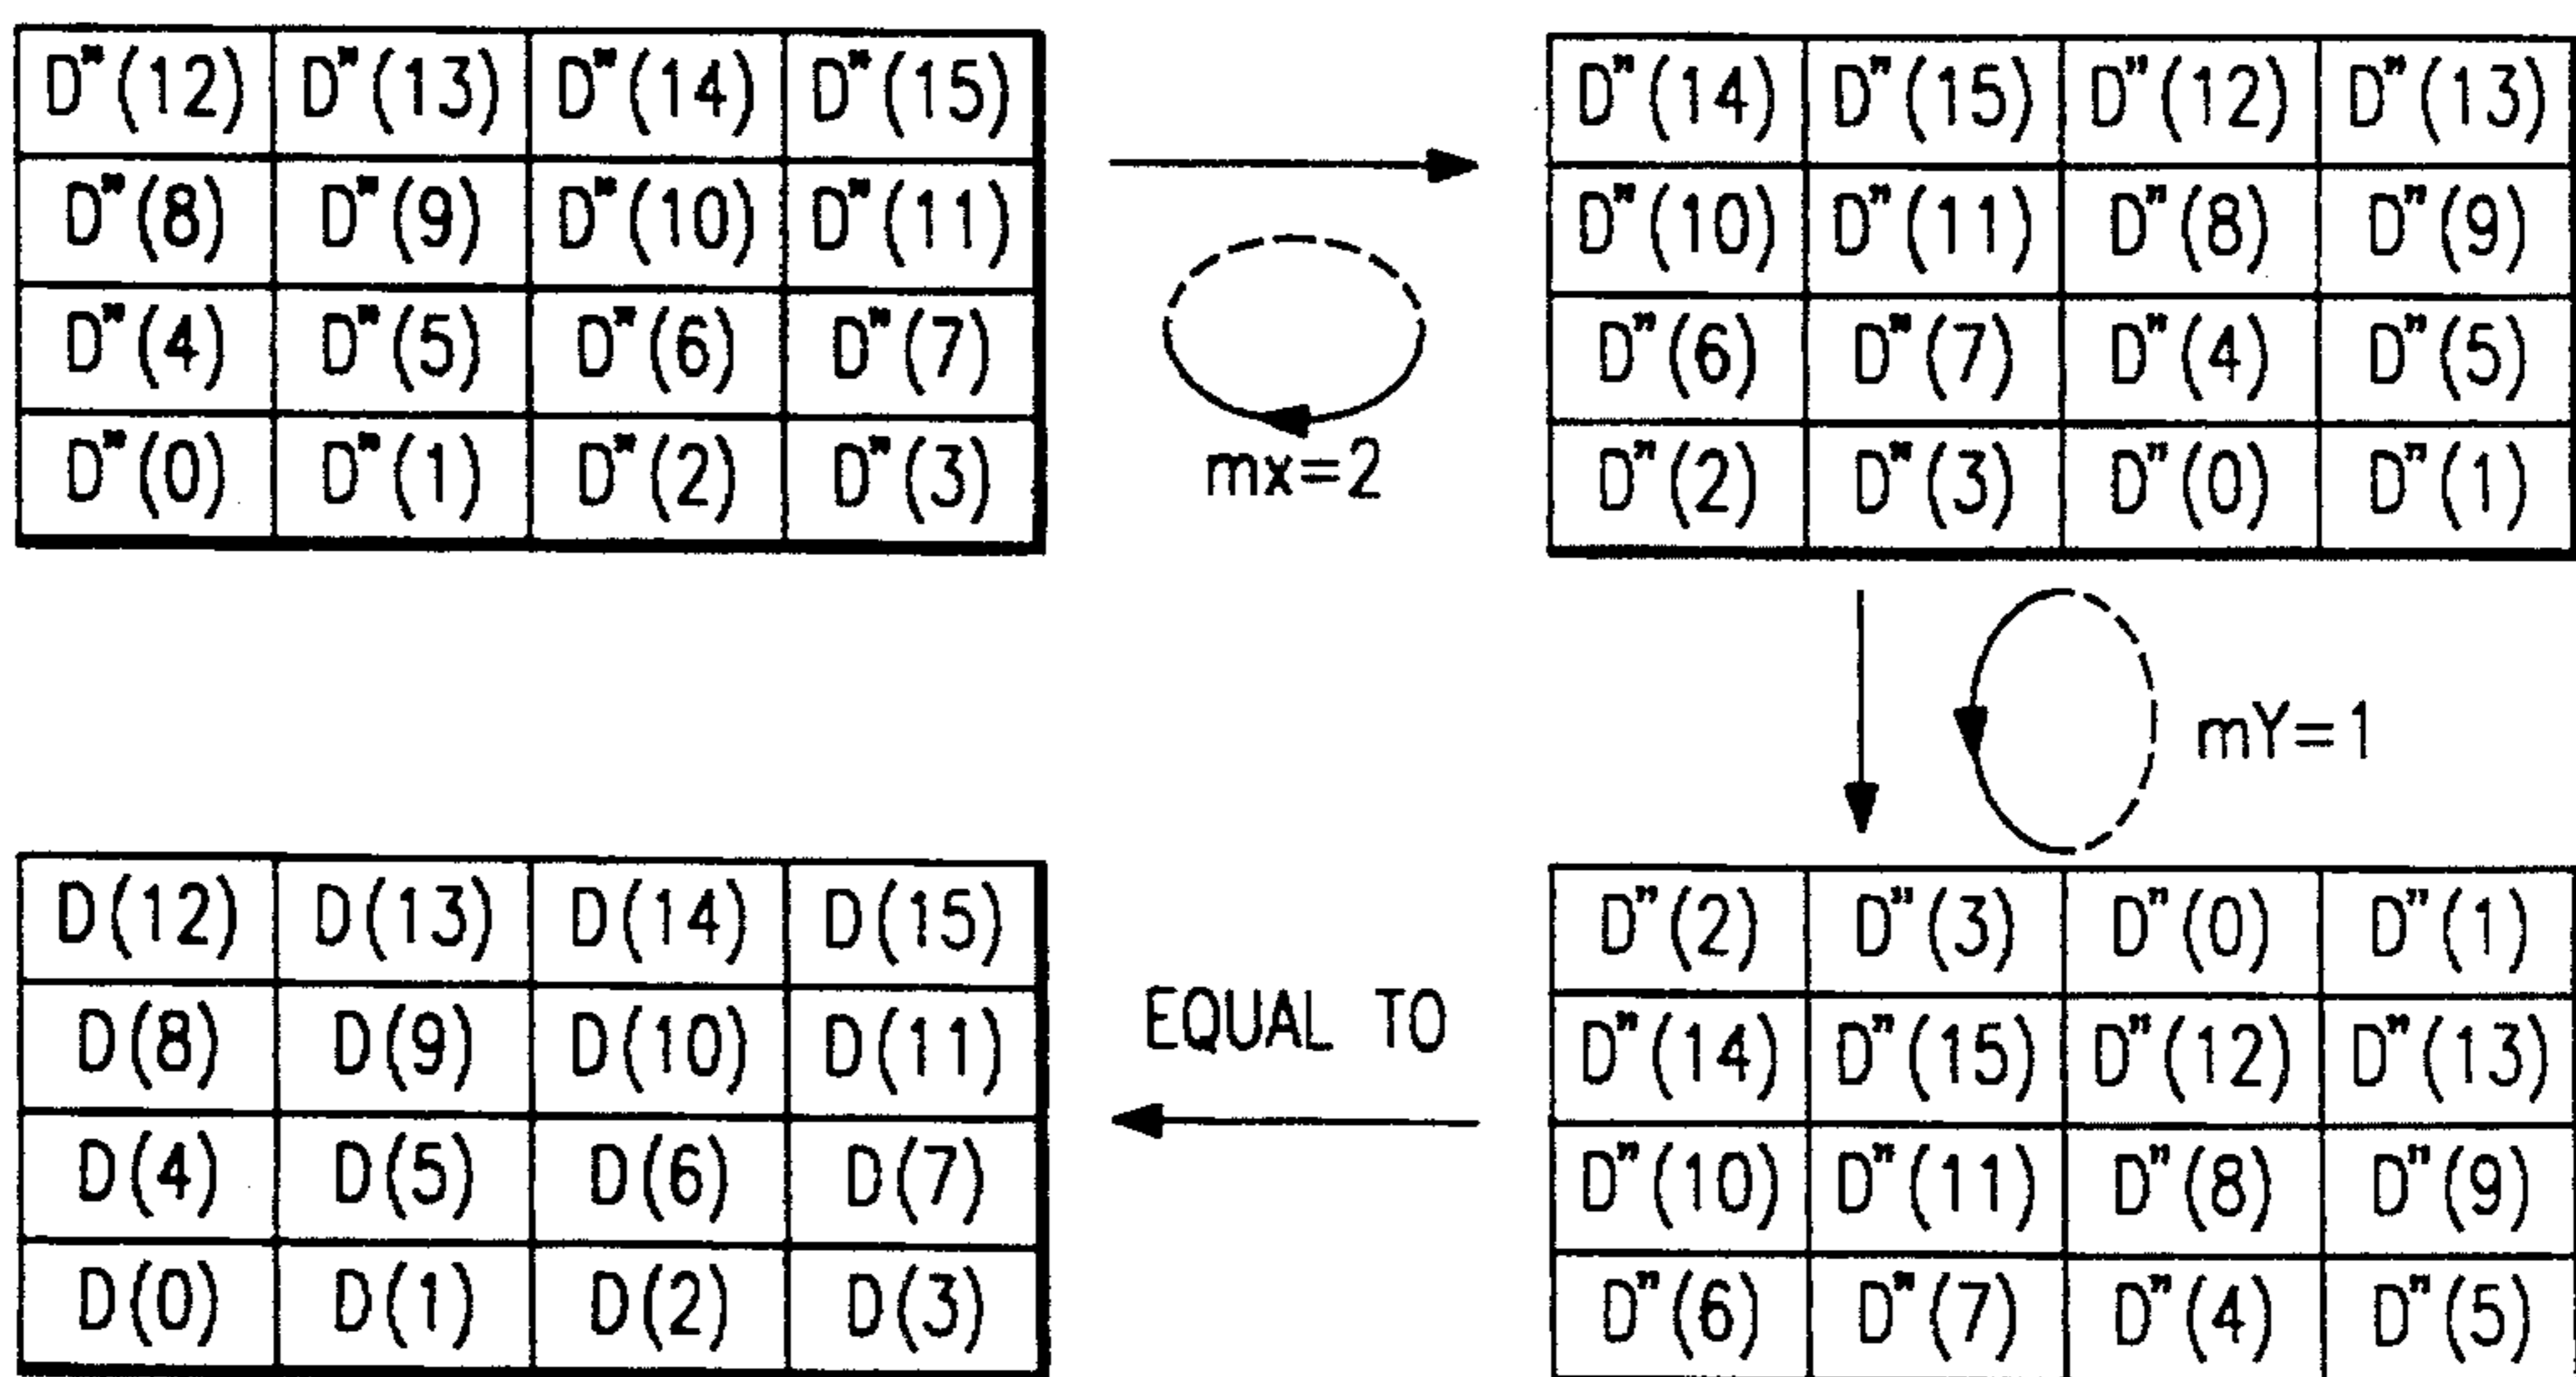 D”(12) D”(13) D”(14) D”(15)
D”(8) D”(9) D”(10) D”(11)
D”(4) D”(5) D”(6) D”(7)
D”(0) D”(1) D”(2) D”(3)
mx=2
D”(14) D”(15) D”(12) D”(13)
D”(10) D”(11) D”(8) D”(9)
D”(6) D”(7) D”(4) D”(5)
D”(2) D”(3) D”(0) D”(1)
mY=1
D(12) D(13) D(14) D(15)
D(8) D(9) D(10) D(11)
D(4) D(5) D(6) D(7)
D(0) D(1) D(2) D(3)
EQUAL TO
D”(2) D”(3) D”(0) D”(1)
D”(14) D”(15) D”(12) D”(13)
D”(10) D”(11) D”(8) D”(9)
D”(6) D”(7) D”(4) D”(5)